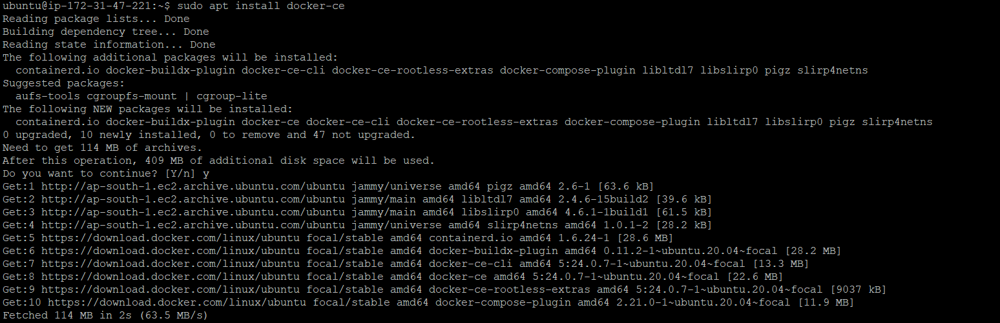 ubuntu@ip-172-31-47-221:~$ sudo apt install docker-ce
Reading package lists... Done
Building dependency tree... Done
Reading state information... Done
The following additional packages will be installed:
  containerd.io docker-buildx-plugin docker-ce-cli docker-ce-rootless-extras docker-compose-plugin libltdl7 libslirp0 pigz slirp4netns
Suggested packages:
  aufs-tools cgroupfs-mount | cgroup-lite
The following NEW packages will be installed:
  containerd.io docker-buildx-plugin docker-ce docker-ce-cli docker-ce-rootless-extras docker-compose-plugin libltdl7 libslirp0 pigz slirp4netns
0 upgraded, 10 newly installed, 0 to remove and 47 not upgraded.
Need to get 114 MB of archives.
After this operation, 409 MB of additional disk space will be used.
Do you want to continue? [Y/n] y
Get:1 http://ap-south-1.ec2.archive.ubuntu.com/ubuntu jammy/universe amd64 pigz amd64 2.6-1 [63.6 kB]
Get:2 http://ap-south-1.ec2.archive.ubuntu.com/ubuntu jammy/main amd64 libltdl7 amd64 2.4.6-15build2 [39.6 kB]
Get:3 http://ap-south-1.ec2.archive.ubuntu.com/ubuntu jammy/main amd64 libslirp0 amd64 4.6.1-1build1 [61.5 kB]
Get:4 http://ap-south-1.ec2.archive.ubuntu.com/ubuntu jammy/universe amd64 slirp4netns amd64 1.0.1-2 [28.2 kB]
Get:5 https://download.docker.com/linux/ubuntu focal/stable amd64 containerd.io amd64 1.6.24-1 [28.6 MB]
Get:6 https://download.docker.com/linux/ubuntu focal/stable amd64 docker-buildx-plugin amd64 0.11.2-1~ubuntu.20.04~focal [28.2 MB]
Get:7 https://download.docker.com/linux/ubuntu focal/stable amd64 docker-ce-cli amd64 5:24.0.7-1~ubuntu.20.04~focal [13.3 MB]
Get:8 https://download.docker.com/linux/ubuntu focal/stable amd64 docker-ce amd64 5:24.0.7-1~ubuntu.20.04~focal [22.6 MB]
Get:9 https://download.docker.com/linux/ubuntu focal/stable amd64 docker-ce-rootless-extras amd64 5:24.0.7-1~ubuntu.20.04~focal [9037 kB]
Get:10 https://download.docker.com/linux/ubuntu focal/stable amd64 docker-compose-plugin amd64 2.21.0-1~ubuntu.20.04~focal [11.9 MB]
Fetched 114 MB in 2s (63.5 MB/s)